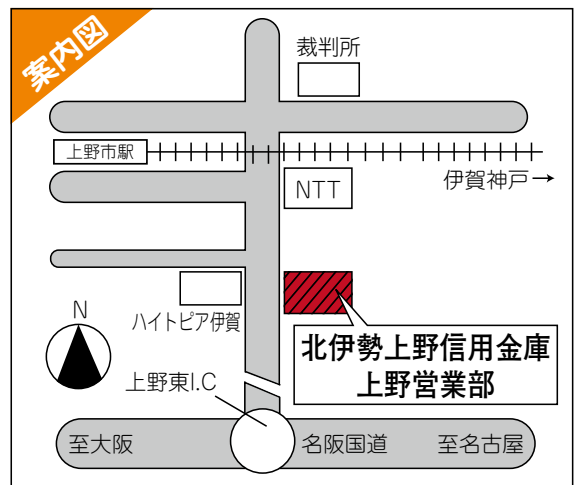 案内図
裁判所
上野市駅
NTT
伊賀神戸→
ハイトピア伊賀
N
北伊勢上野信用金庫
上野営業部
上野東I.C
至大阪
名阪国道
至名古屋